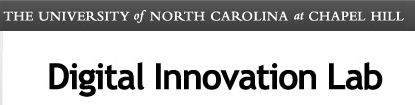 THE UNIVERSITY of NORTH CAROLINA at CHAPEL HILL
Digital Innovation Lab